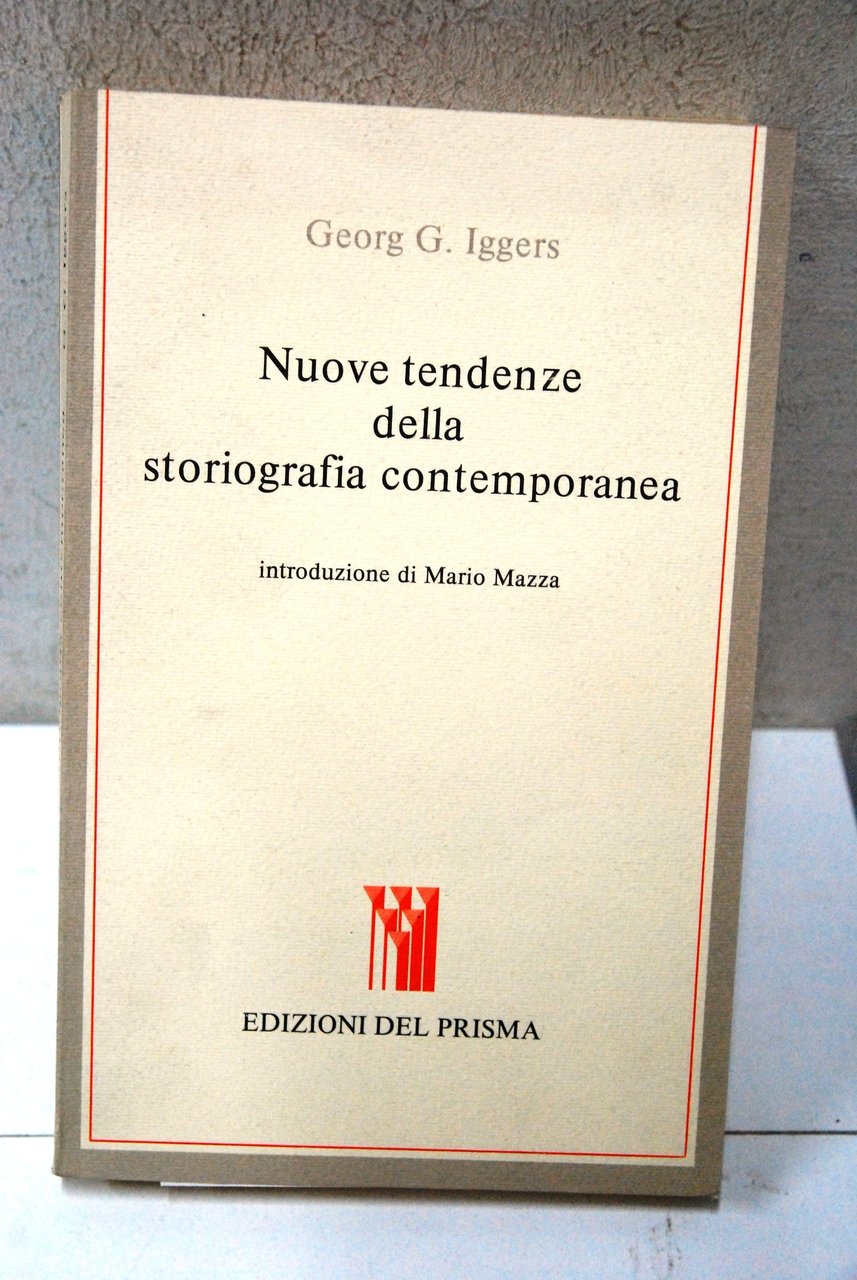 Georg G. Iggers
Nuove tendenze
della
storiografia contemporanea
introduzione di Mario Mazza
EDIZIONI DEL PRISMA